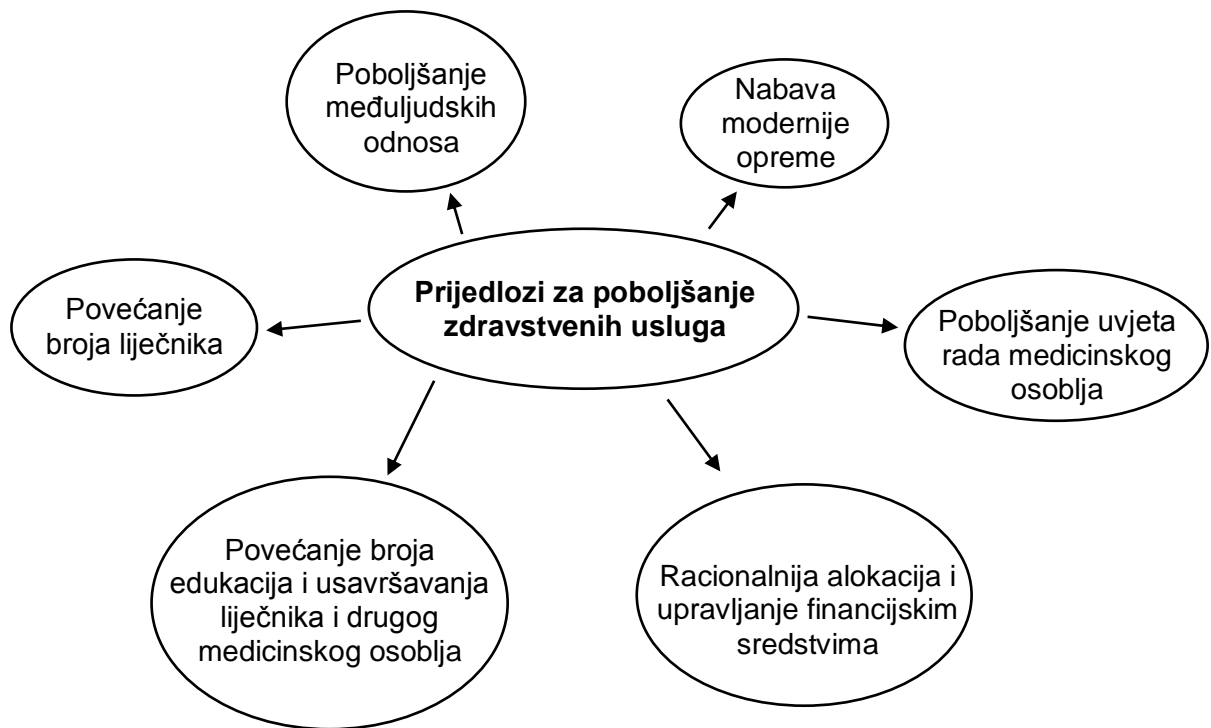 Poboljšanje
međuljudskih
odnosa
Nabava
modernije
opreme
Prijedlozi za poboljšanje
zdravstvenih usluga
Povećanje
broja liječnika
Poboljšanje uvjeta
rada medicinskog
osoblja
Povećanje broja
edukacija i usavršavanja
liječnika i drugog
medicinskog osoblja
Racionalnija alokacija i
upravljanje financijskim
sredstvima